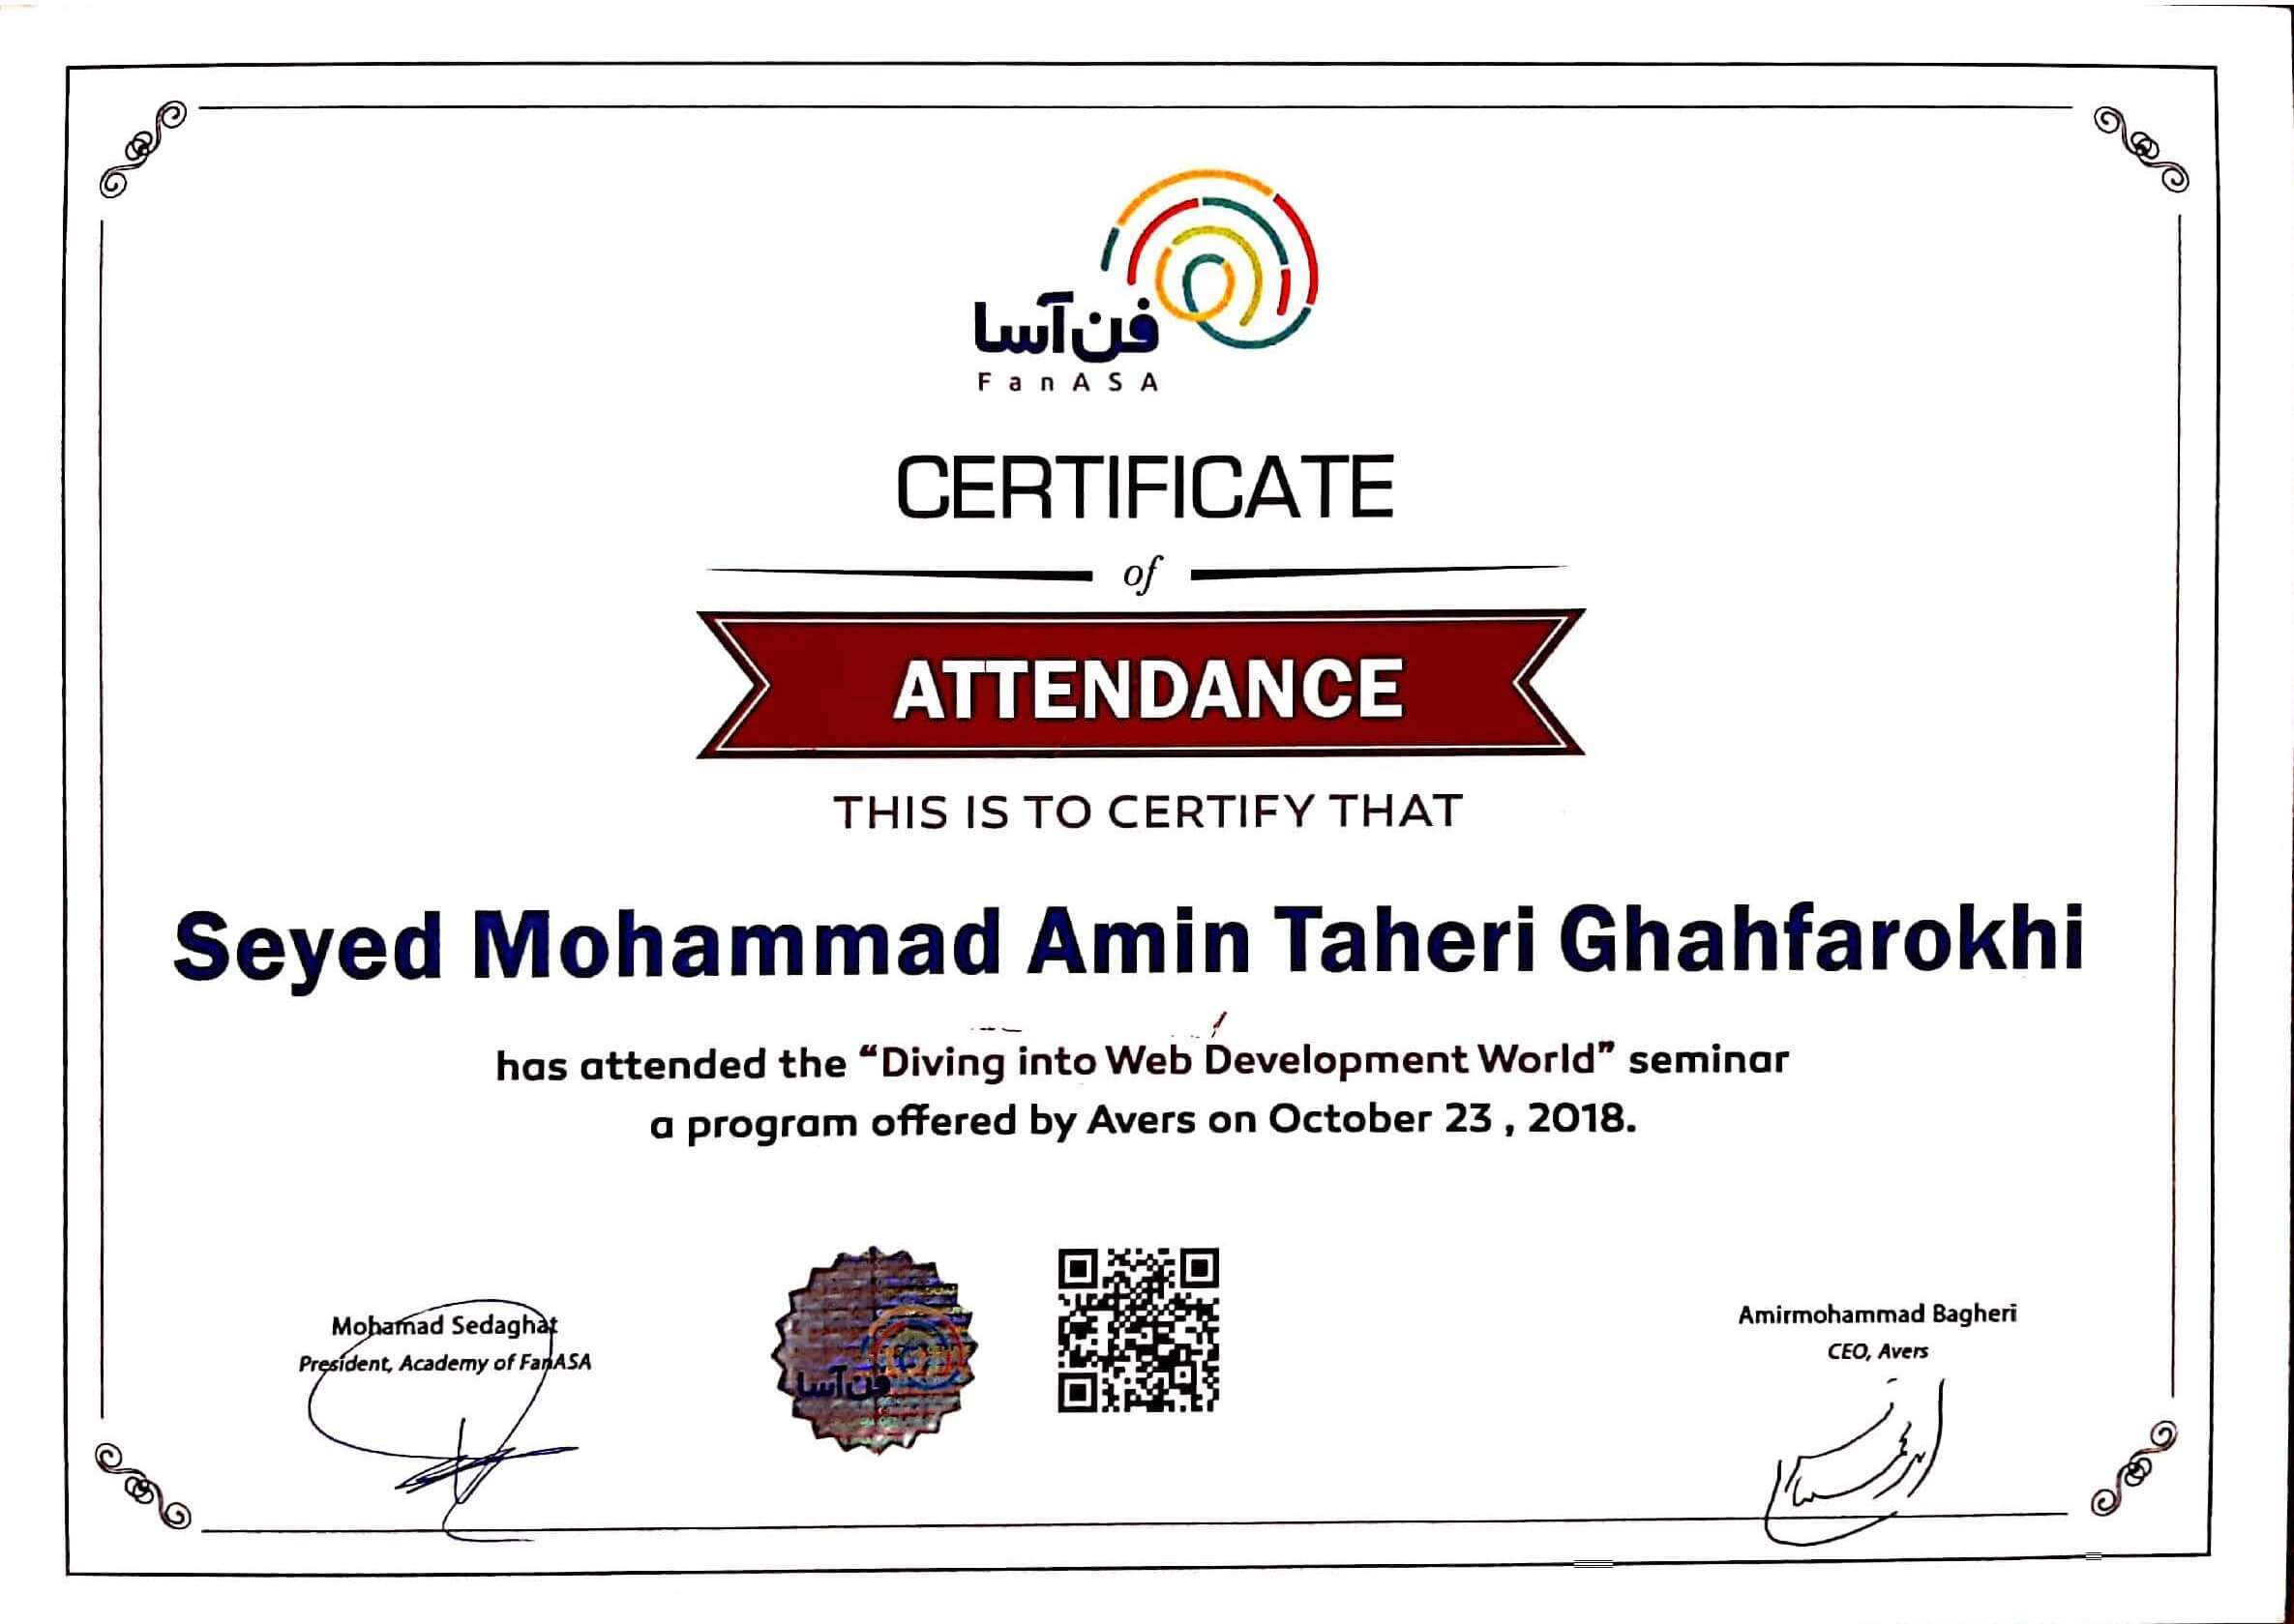 فن‌آسا
FanASA
CERTIFICATE
of
ATTENDANCE
THIS IS TO CERTIFY THAT
Seyed Mohammad Amin Taheri Ghahfarokhi
has attended the “Diving into Web Development World” seminar
a program offered by Avers on October 23 , 2018.
Mohamad Sedaghat
President, Academy of FanASA
فن‌آسا
Amirmohammad Bagheri
CEO, Avers